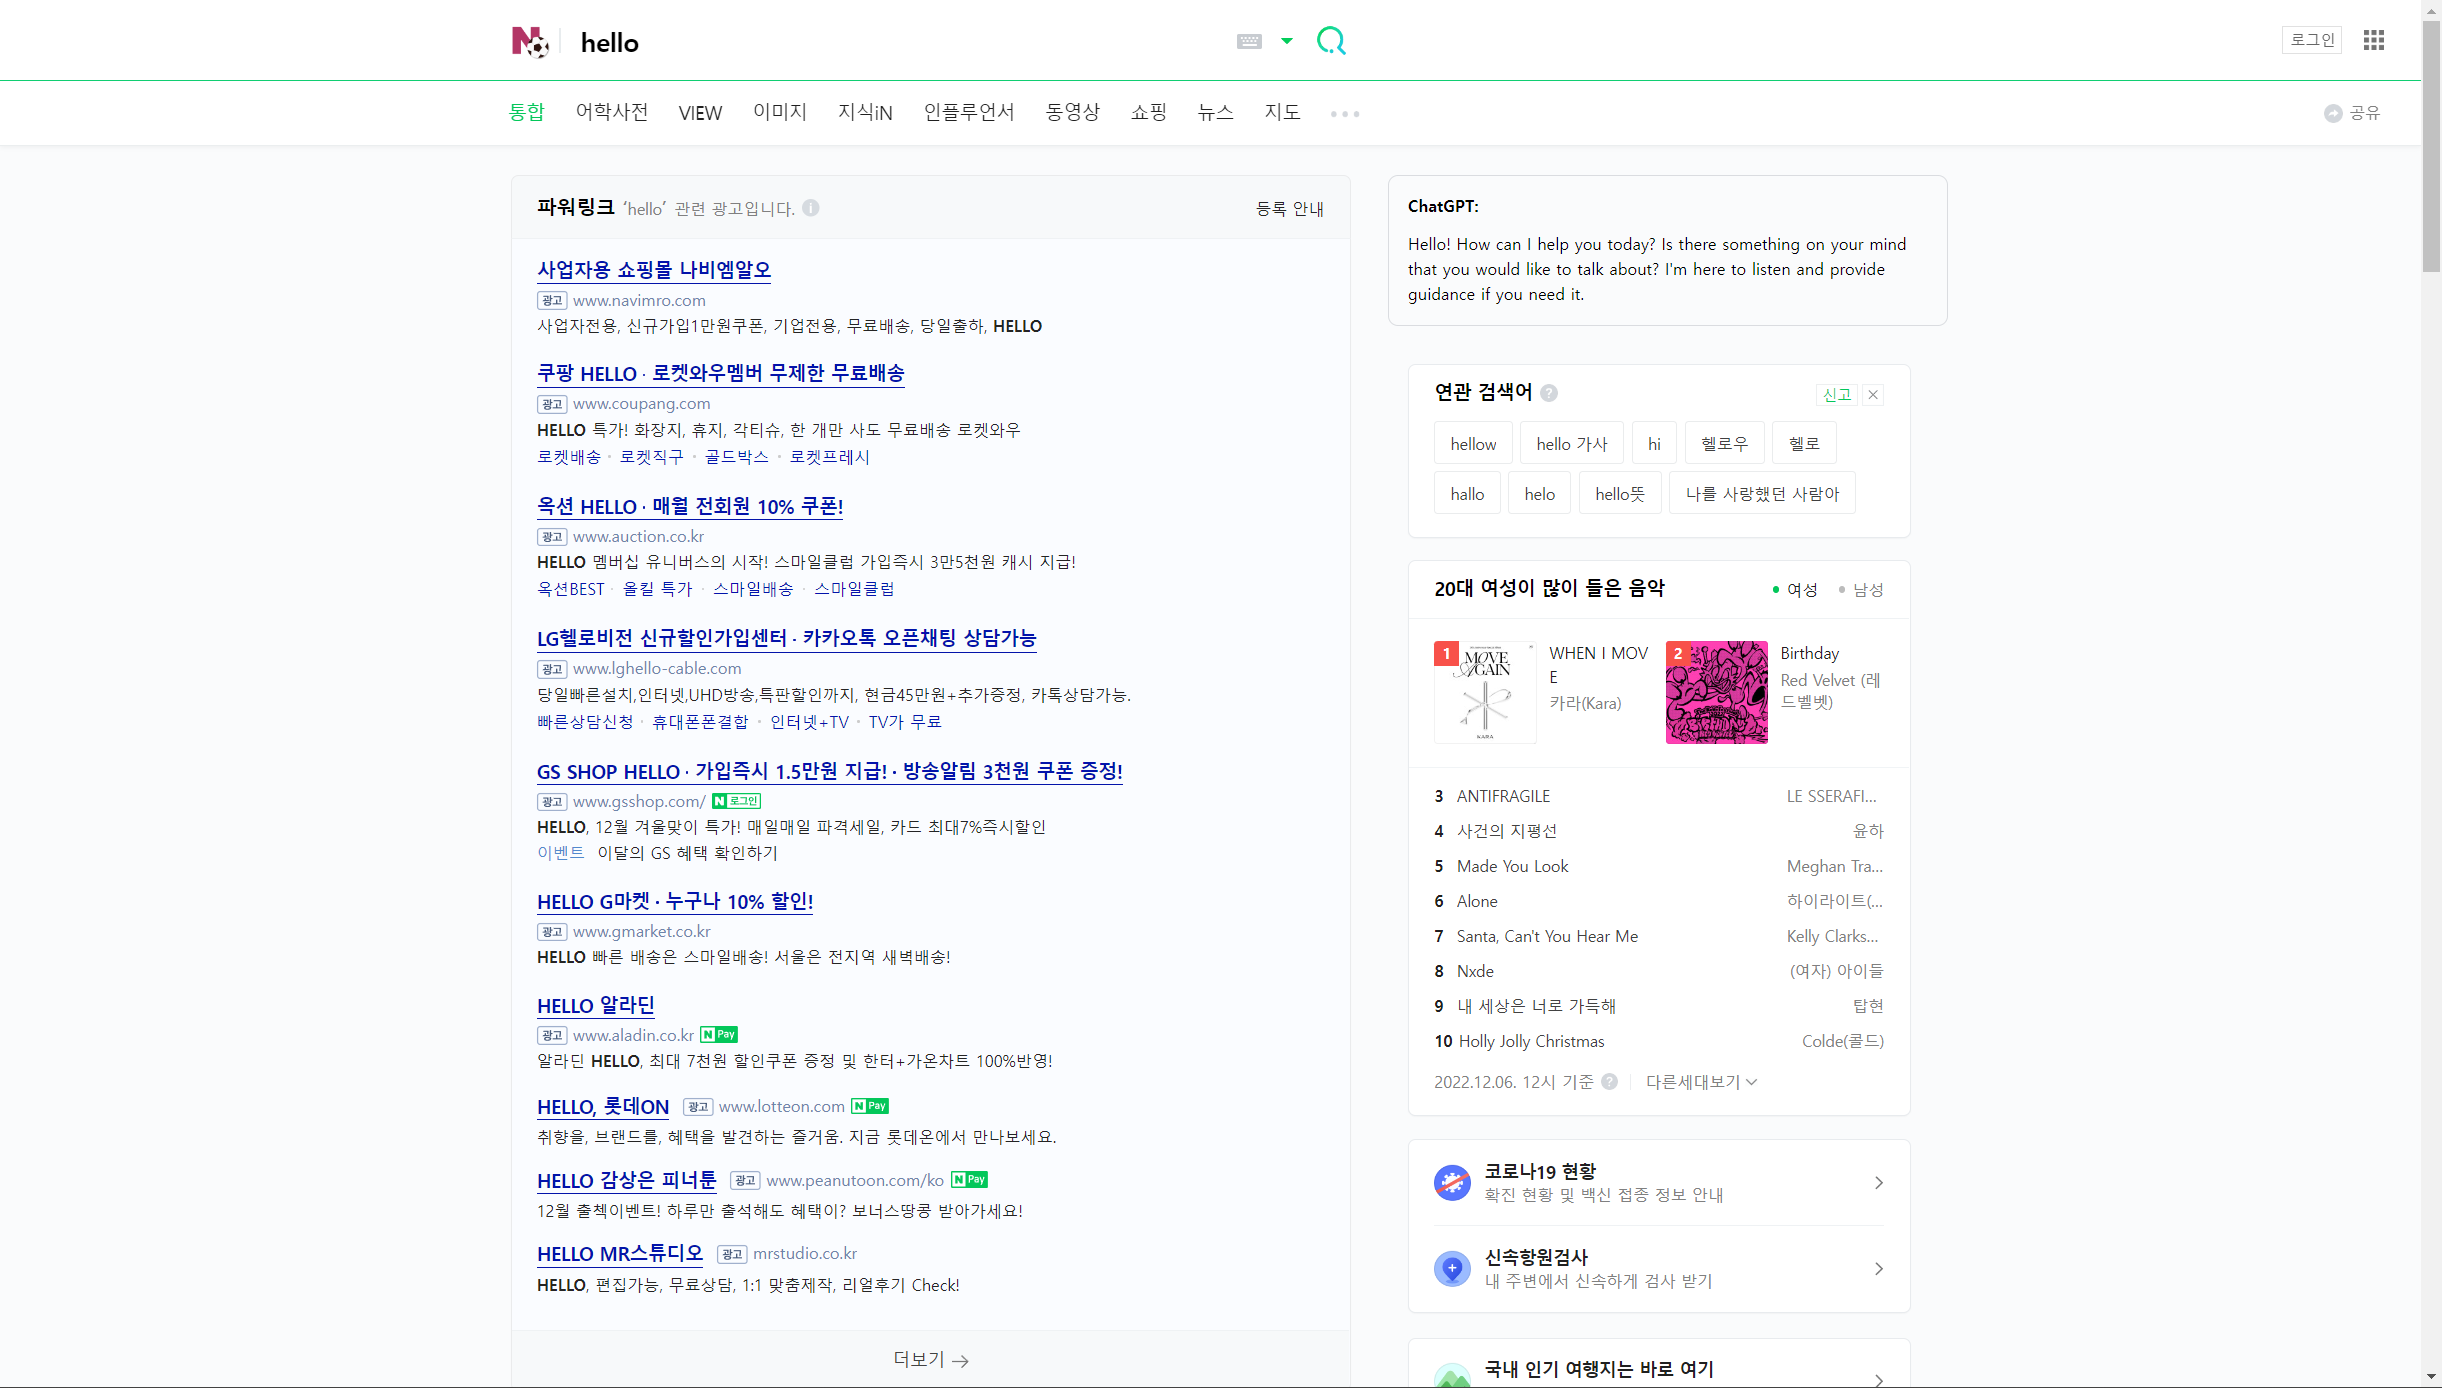 hello
로그인
통합 어학사전 VIEW 이미지 지식iN 인플루언서 동영상 쇼핑 뉴스 지도
공유
파워링크 ‘hello’ 관련 광고입니다.
등록 안내
사업자용 쇼핑몰 나비엠알오
광고 www.navimro.com
사업자전용, 신규가입1만원쿠폰, 기업전용, 무료배송, 당일출하, HELLO
쿠팡 HELLO · 로켓와우멤버 무제한 무료배송
광고 www.coupang.com
HELLO 특가! 화장지, 휴지, 각티슈, 한 개만 사도 무료배송 로켓와우
로켓배송 · 로켓직구 · 골드박스 · 로켓프레시
옥션 HELLO · 매월 전회원 10% 쿠폰!
광고 www.auction.co.kr
HELLO 멤버십 유니버스의 시작! 스마일클럽 가입즉시 3만5천원 캐시 지급!
옥션BEST · 올킬 특가 · 스마일배송 · 스마일클럽
LG헬로비전 신규할인가입센터 · 카카오톡 오픈채팅 상담가능
광고 www.lghello-cable.com
당일빠른설치,인터넷,UHD방송,특판할인까지, 현금45만원+추가증정, 카톡상담가능.
빠른상담신청 · 휴대폰폰결합 · 인터넷+TV · TV가 무료
GS SHOP HELLO · 가입즉시 1.5만원 지급! · 방송알림 3천원 쿠폰 증정!
광고 www.gsshop.com/ N 로그인
HELLO, 12월 겨울맞이 특가! 매일매일 파격세일, 카드 최대7%즉시할인
이벤트 이달의 GS 혜택 확인하기
HELLO G마켓 · 누구나 10% 할인!
광고 www.gmarket.co.kr
HELLO 빠른 배송은 스마일배송! 서울은 전지역 새벽배송!
HELLO 알라딘
광고 www.aladin.co.kr N Pay
알라딘 HELLO, 최대 7천원 할인쿠폰 증정 및 한터+가온차트 100%반영!
HELLO, 롯데ON 광고 www.lotteon.com N Pay
취향을, 브랜드를, 혜택을 발견하는 즐거움. 지금 롯데온에서 만나보세요.
HELLO 감상은 피너툰 광고 www.peanutoon.com/ko N Pay
12월 출첵이벤트! 하루만 출석해도 혜택이? 보너스땅콩 받아가세요!
HELLO MR스튜디오 광고 mrstudio.co.kr
HELLO, 편집가능, 무료상담, 1:1 맞춤제작, 리얼후기 Check!
더보기
ChatGPT:
Hello! How can I help you today? Is there something on your mind
that you would like to talk about? I'm here to listen and provide
guidance if you need it.
연관 검색어
신고
hellow hello 가사 hi 헬로우 헬로
hallo helo hello뜻 나를 사랑했던 사람아
20대 여성이 많이 들은 음악
여성 남성
1
MOVE
AGAIN
KARA
WHEN I MOV
E
카라(Kara)
2
Birthday
Red Velvet (레
드벨벳)
3 ANTIFRAGILE LE SSERAFI...
4 사건의 지평선 윤하
5 Made You Look Meghan Tra...
6 Alone 하이라이트(...
7 Santa, Can't You Hear Me Kelly Clarks...
8 Nxde (여자) 아이들
9 내 세상은 너로 가득해 탑현
10 Holly Jolly Christmas Colde(콜드)
2022.12.06. 12시 기준
다른세대보기
코로나19 현황
확진 현황 및 백신 접종 정보 안내
신속항원검사
내 주변에서 신속하게 검사 받기
국내 인기 여행지는 바로 여기